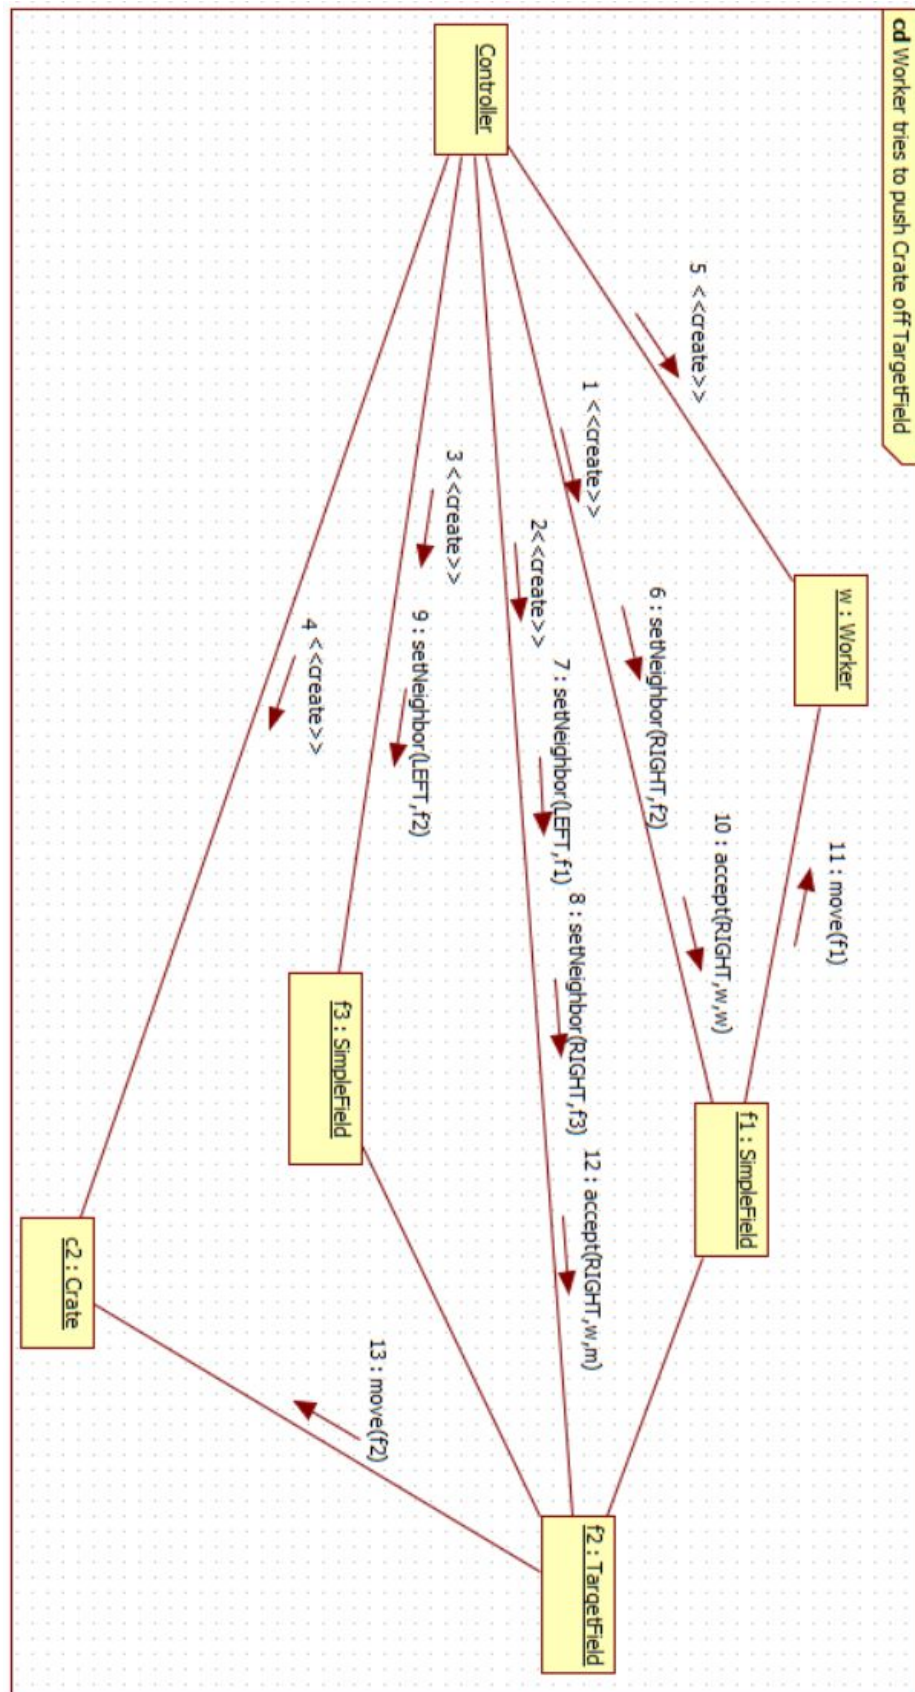 cd Worker tries to push Crate off TargetField
Controller
w : Worker
5 <<create>>
1 <<create>>
6 : setNeighbor(RIGHT,f2)
10 : accept(RIGHT,w,w)
11 : move(f1)
f1 : SimpleField
2<<create>>
7 : setNeighbor(LEFT,f1)
8 : setNeighbor(RIGHT,f3)
12 : accept(RIGHT,w,m)
3 <<create>>
9 : setNeighbor(LEFT,f2)
f3 : SimpleField
4 <<create>>
c2 : Crate
13 : move(f2)
f2 : TargetField